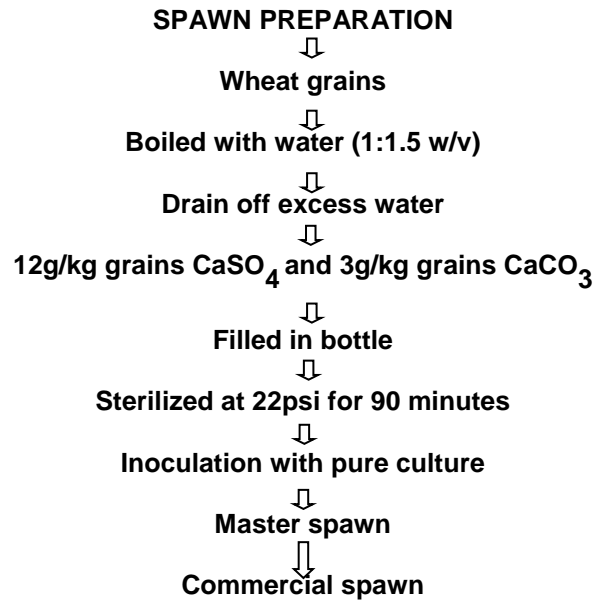 SPAWN PREPARATION
Wheat grains
Boiled with water (1:1.5 w/v)
Drain off excess water
12g/kg grains CaSO4 and 3g/kg grains CaCO3
Filled in bottle
Sterilized at 22psi for 90 minutes
Inoculation with pure culture
Master spawn
Commercial spawn